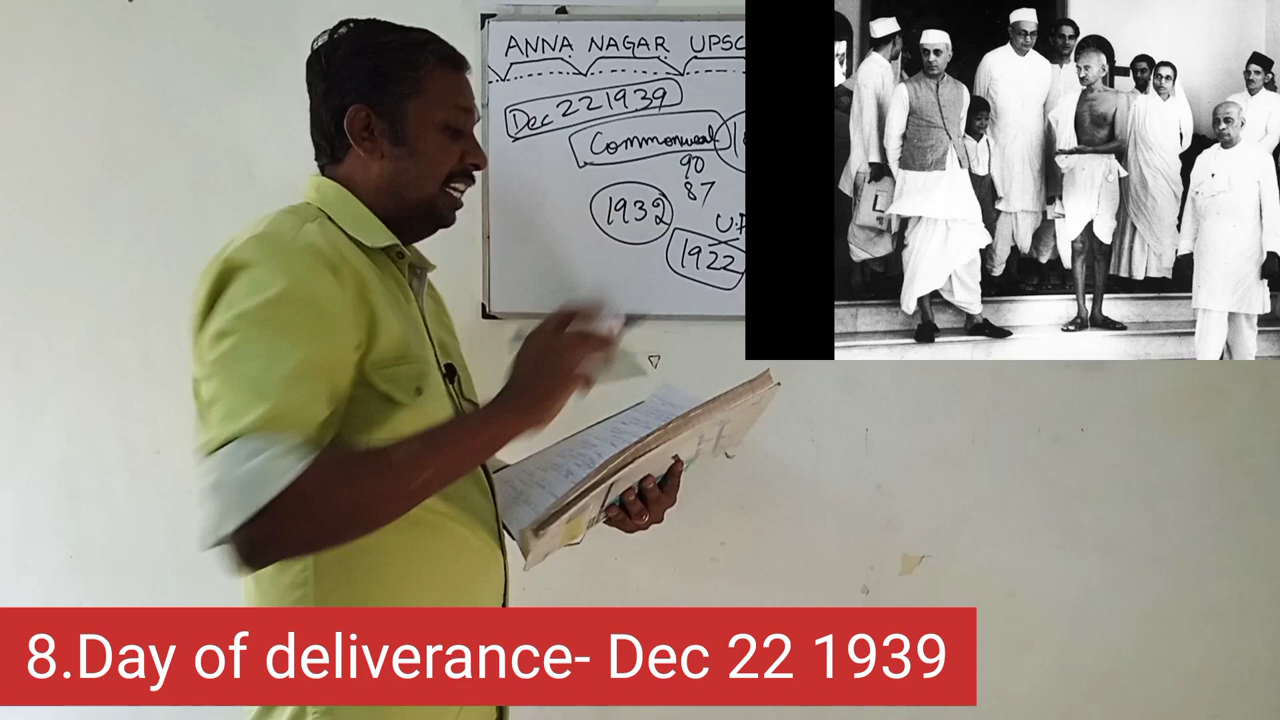 ANNA NAGAR UPSC
Dec 22 1939
Commonweal
90
87
1932
1922
8.Day of deliverance- Dec 22 1939